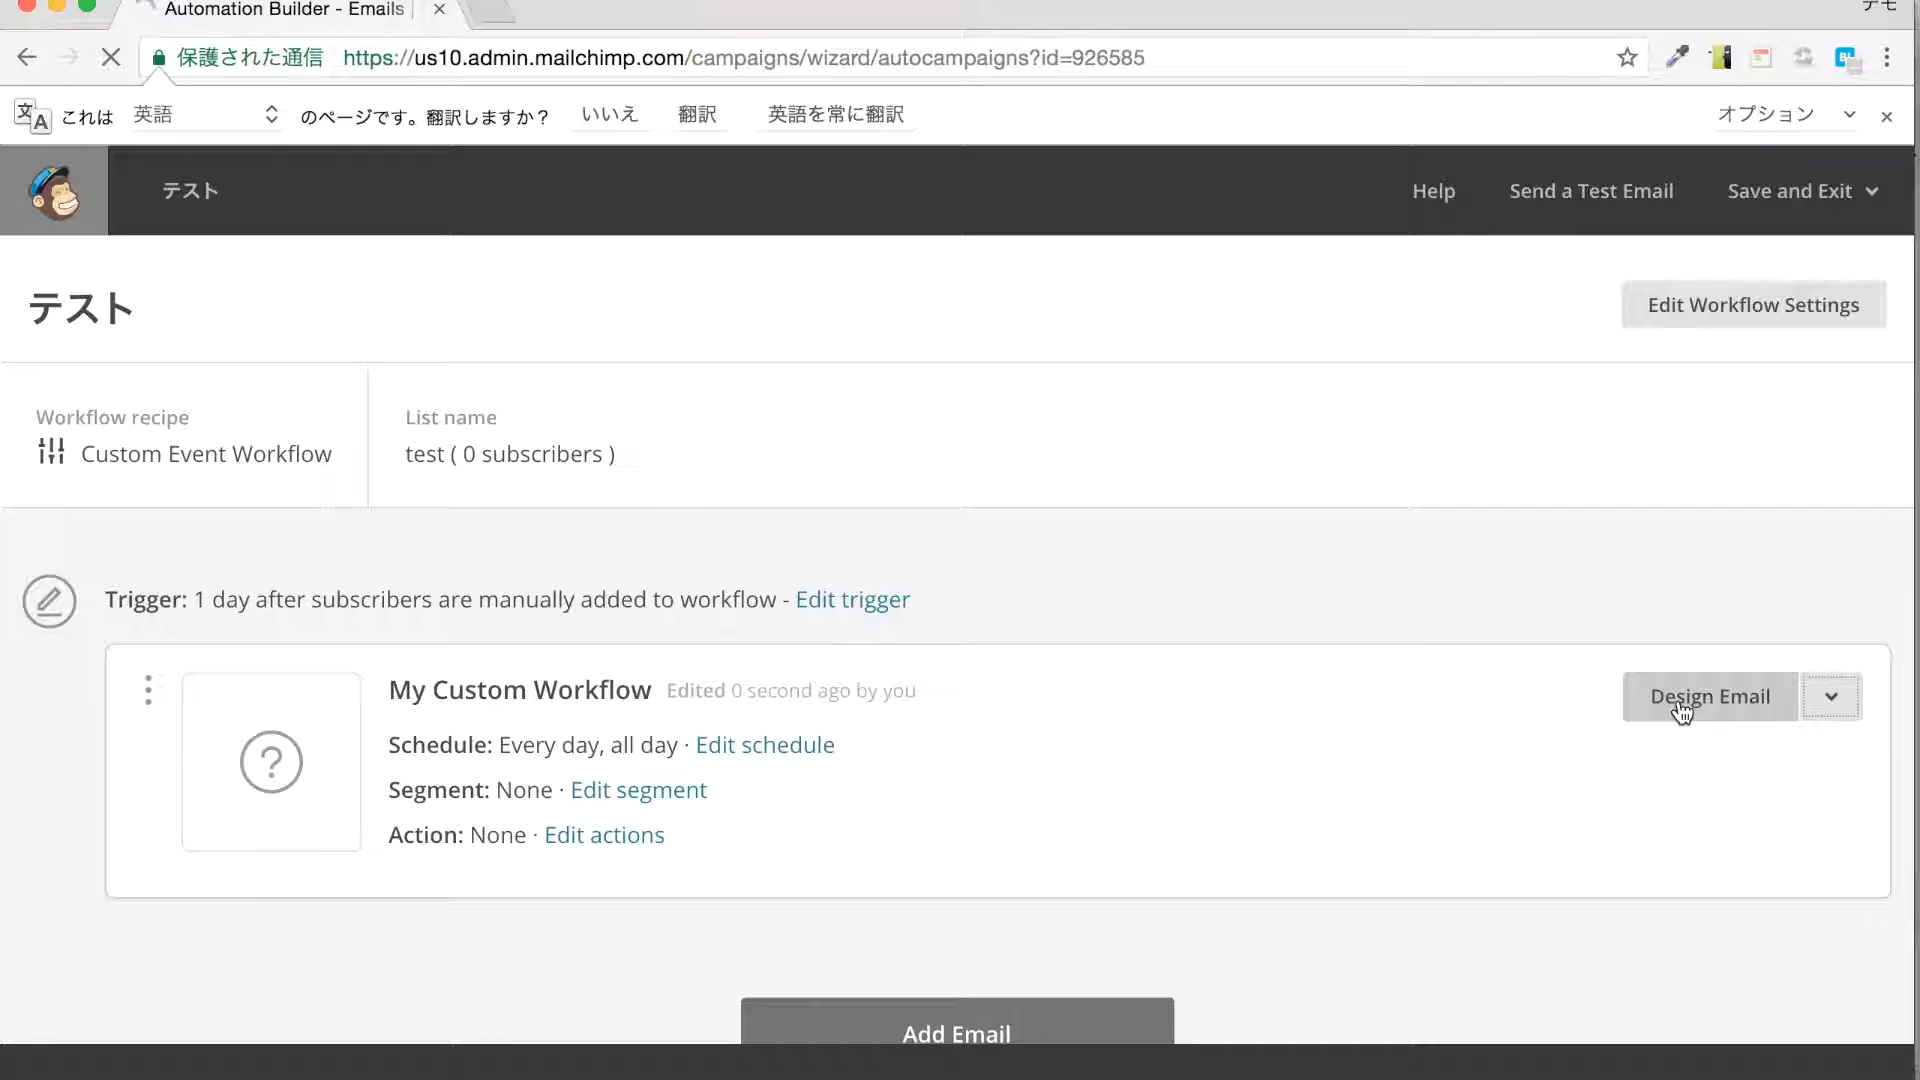 Automation Builder - Emails
デモ
保護された通信 https://us10.admin.mailchimp.com/campaigns/wizard/autocampaigns?id=926585
これは 英語 のページです。翻訳しますか？ いいえ 翻訳 英語を常に翻訳 オプション
テスト Help Send a Test Email Save and Exit
テスト Edit Workflow Settings
Workflow recipe List name
Custom Event Workflow test ( 0 subscribers )
Trigger: 1 day after subscribers are manually added to workflow - Edit trigger
My Custom Workflow Edited 0 second ago by you Design Email
Schedule: Every day, all day · Edit schedule
Segment: None · Edit segment
Action: None · Edit actions
Add Email